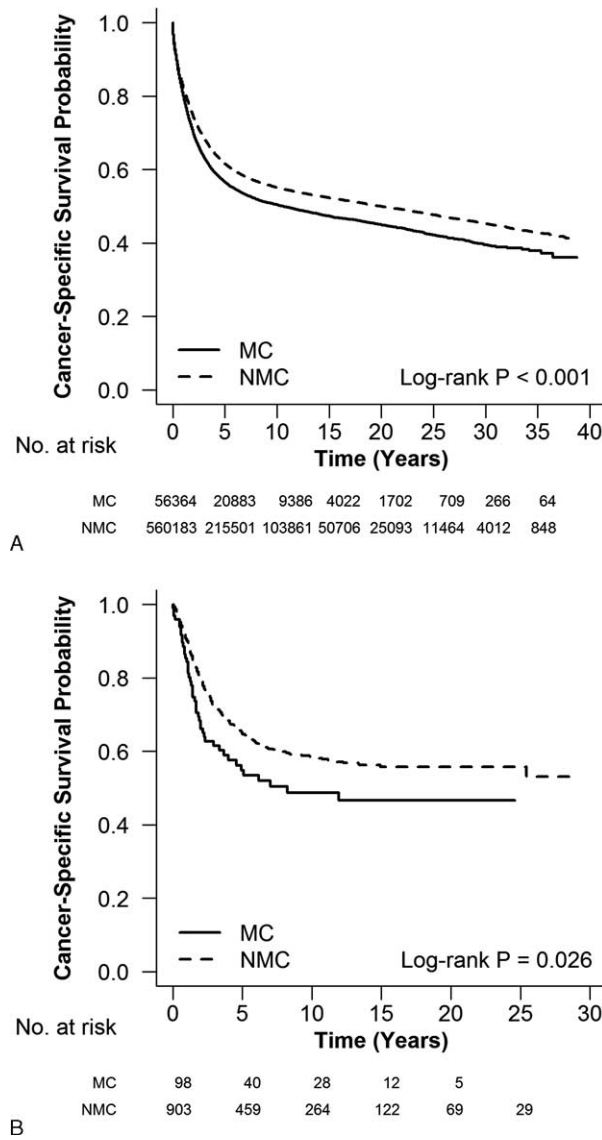 Cancer-Specific Survival Probability
1.0
0.8
0.6
0.4
0.2
0.0
MC
NMC
Log-rank P < 0.001
0 5 10 15 20 25 30 35 40
No. at risk
Time (Years)
MC 56364 20883 9386 4022 1702 709 266 64
NMC 560183 215501 103861 50706 25093 11464 4012 848
A
Cancer-Specific Survival Probability
1.0
0.8
0.6
0.4
0.2
0.0
MC
NMC
Log-rank P = 0.026
0 5 10 15 20 25 30
No. at risk
Time (Years)
MC 98 40 28 12 5
NMC 903 459 264 122 69 29
B